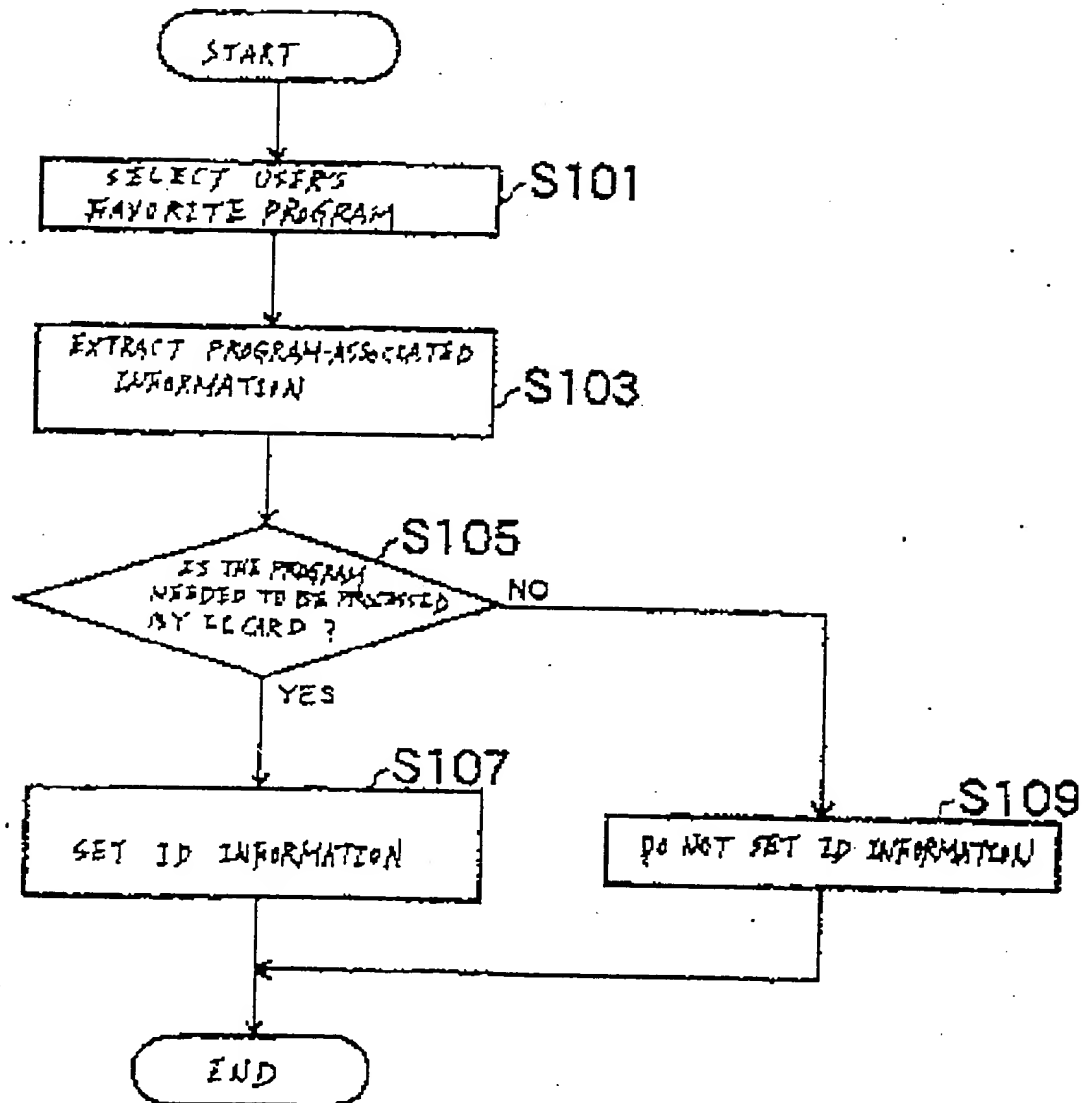 START
SELECT USER'S
FAVORITE PROGRAM
S101
EXTRACT PROGRAM-ASSOCIATED
INFORMATION
S103
S105
IS THE PROGRAM
NEEDED TO BE PROCESSED
BY IC CARD ?
NO
YES
S107
SET ID INFORMATION
S109
DO NOT SET ID INFORMATION
END